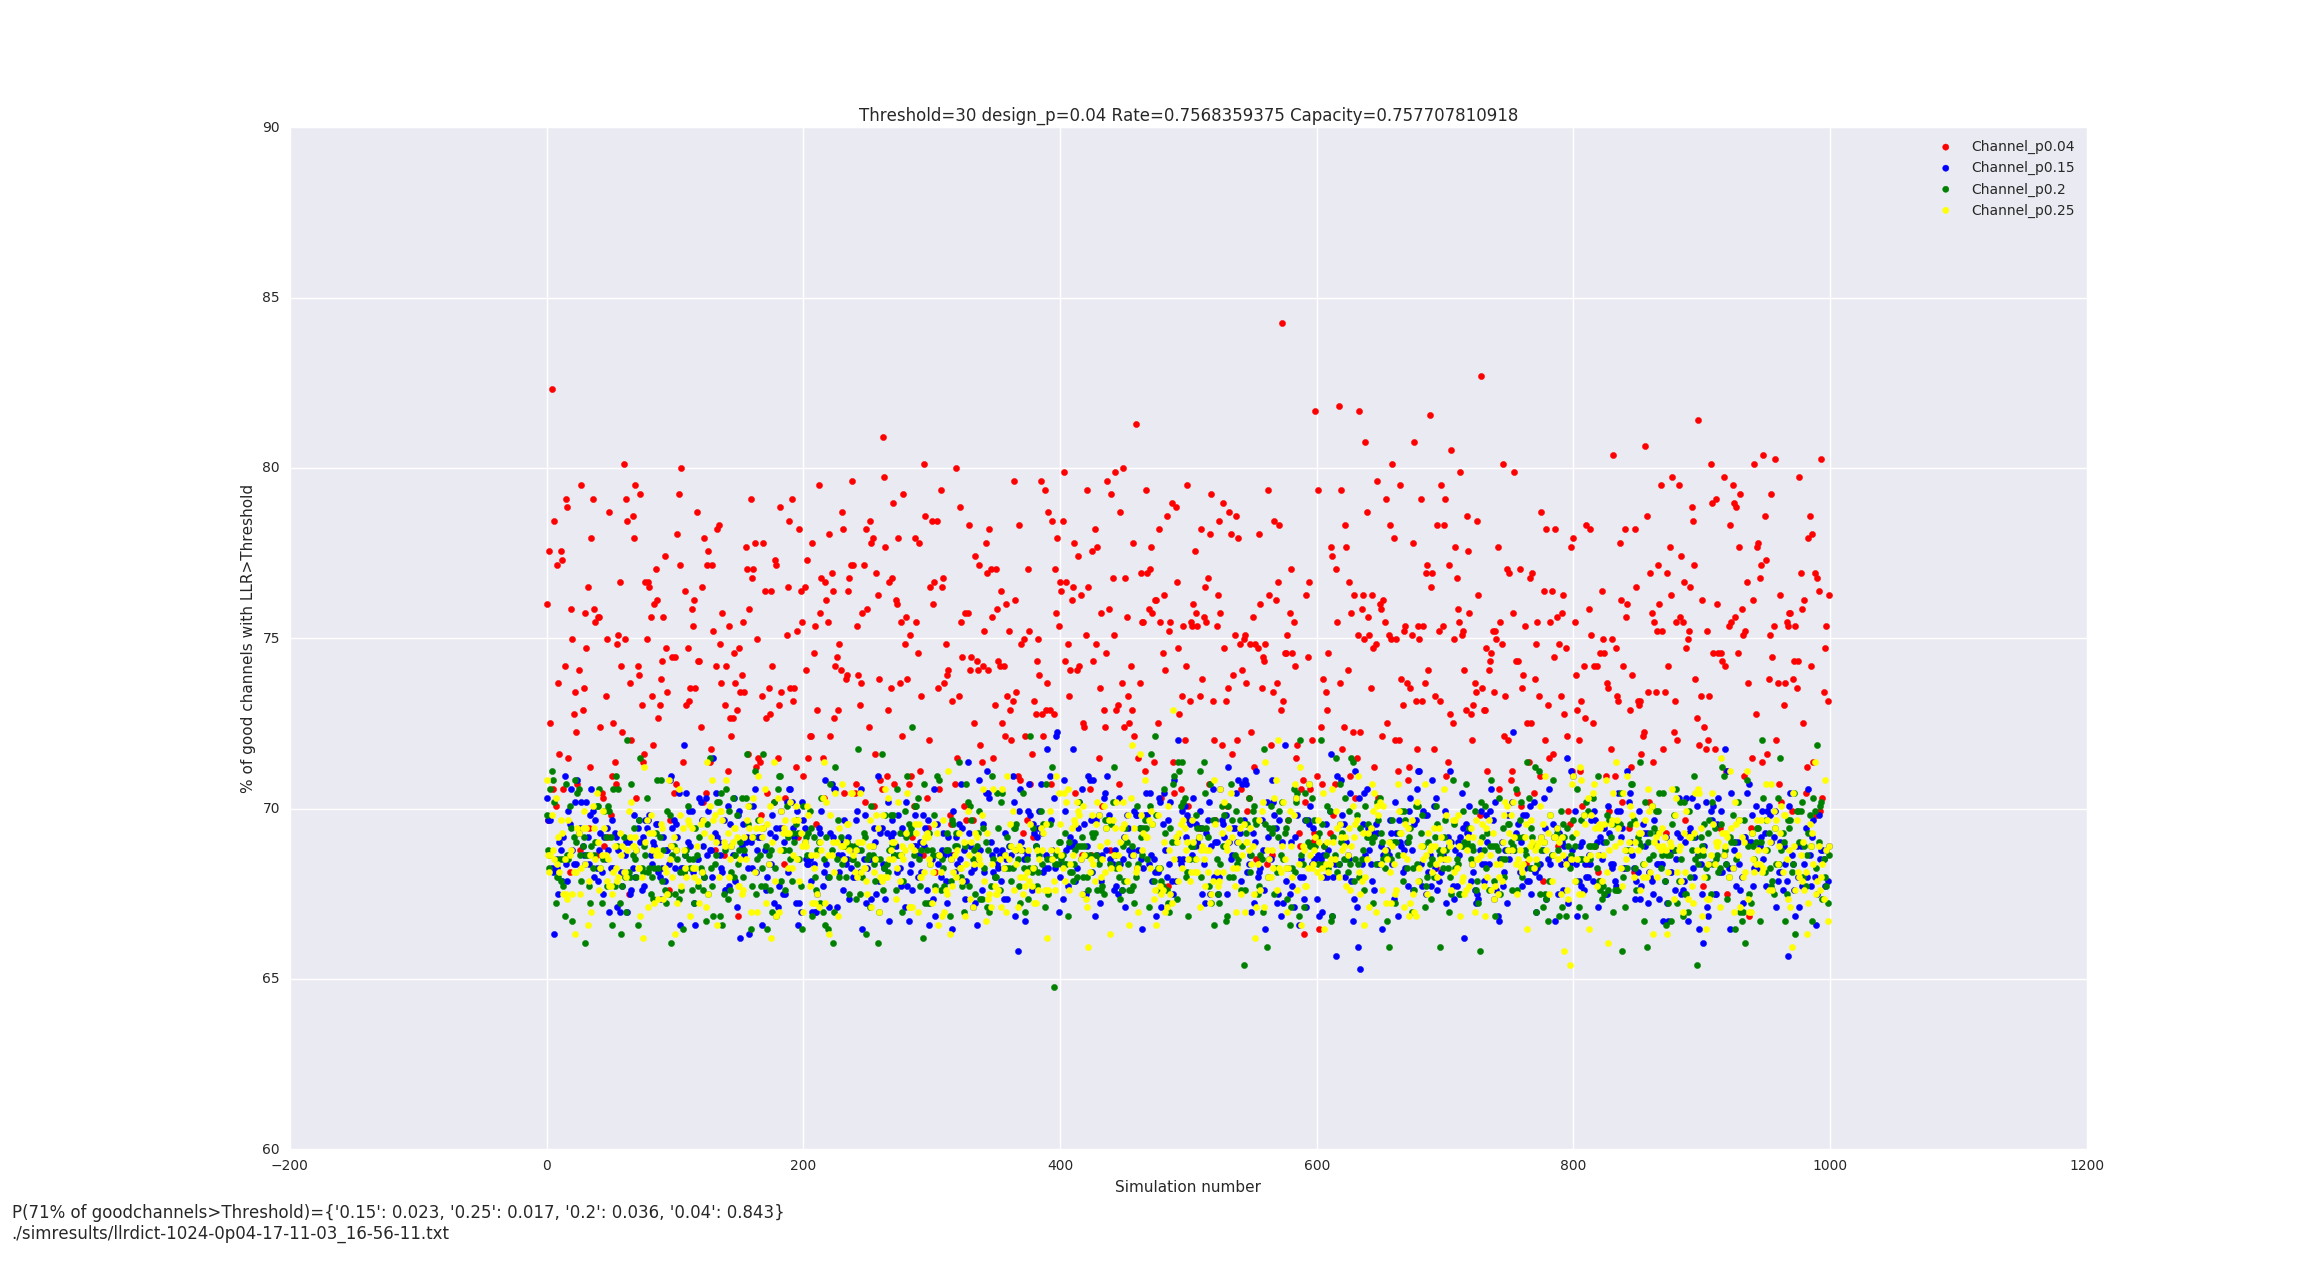 Threshold=30 design_p=0.04 Rate=0.7568359375 Capacity=0.757707810918
Channel_p0.04
Channel_p0.15
Channel_p0.2
Channel_p0.25
% of good channels with LLR>Threshold
90
85
80
75
70
65
60
−200
0
200
400
600
800
1000
1200
Simulation number
P(71% of goodchannels>Threshold)={'0.15': 0.023, '0.25': 0.017, '0.2': 0.036, '0.04': 0.843}
./simresults/llrdict-1024-0p04-17-11-03_16-56-11.txt